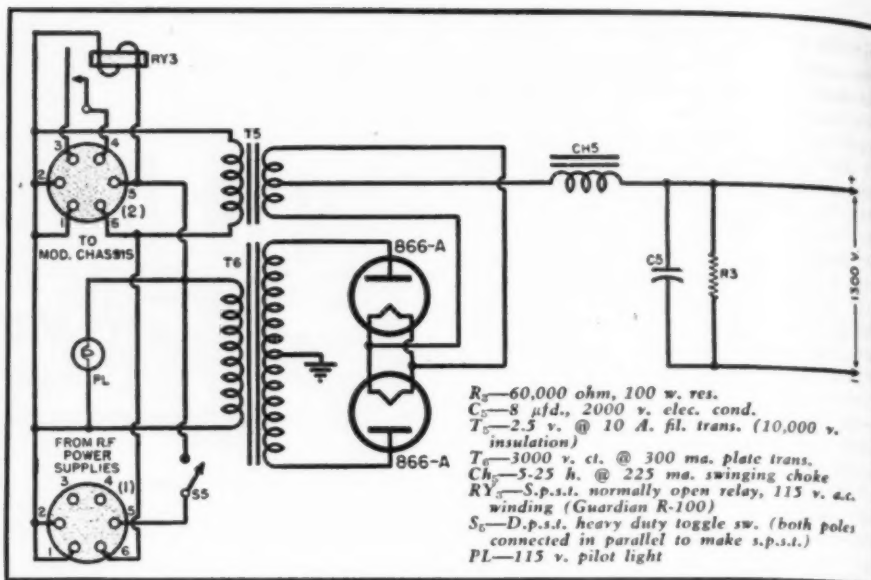 RY3
3 4
2 5
1 6
(2)
TO
MOD. CHASSIS
T5
CH5
+
T6
866-A
C5
R3
1300 V.
PL
FROM R.F
POWER
SUPPLIES
3 4 (1)
2 5
1 6
S5
866-A
R3—60,000 ohm, 100 w. res.
C5—8 μfd., 2000 v. elec. cond.
T5—2.5 v. @ 10 A. fil. trans. (10,000 v.
insulation)
T6—3000 v. ct. @ 300 ma. plate trans.
Ch5—5-25 h. @ 225 ma. swinging choke
RY3—S.p.s.t. normally open relay, 115 v. a.c.
winding (Guardian R-100)
S5—D.p.s.t. heavy duty toggle sw. (both poles
connected in parallel to make s.p.s.t.)
PL—115 v. pilot light